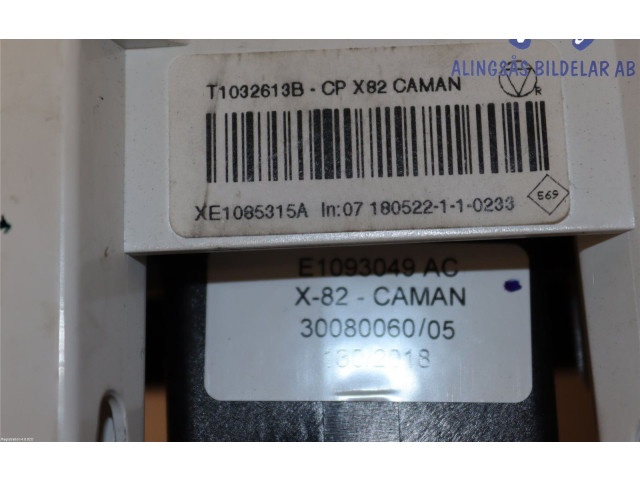 ALINGSÅS BILDELAR AB
T1032613B - CP X82 CAMAN
R
XE1085315A In:07 180522-1-1-0233
569
E1093049 AC
X-82 - CAMAN
30080060/05